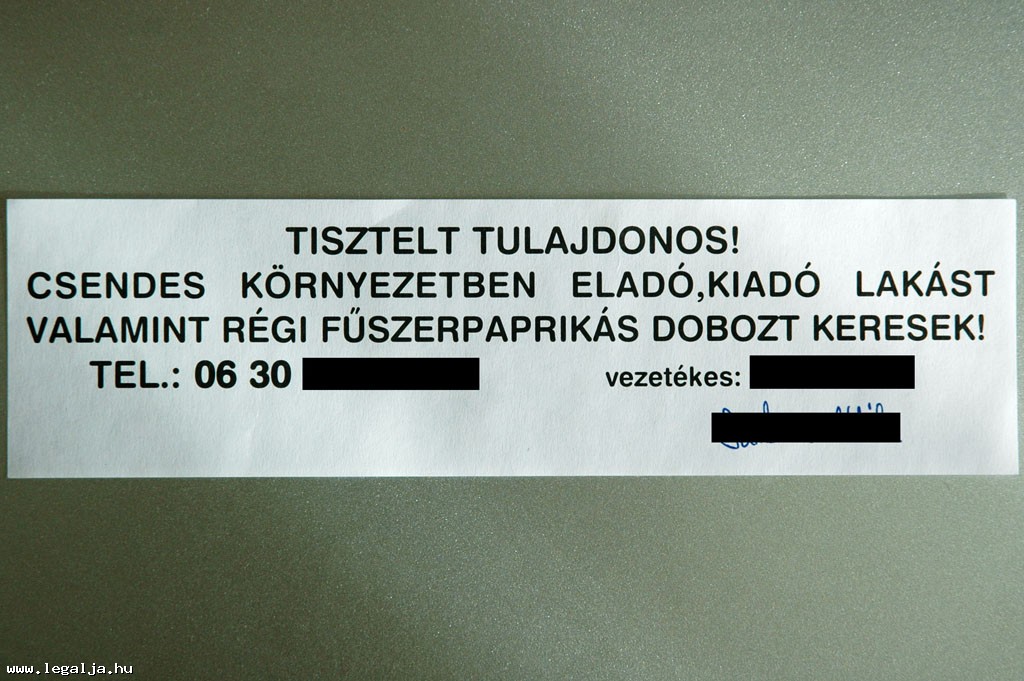 TISZTELT TULAJDONOS!
CSENDES KÖRNYEZETBEN ELADÓ,KIADÓ LAKÁST
VALAMINT RÉGI FŰSZERPAPRIKÁS DOBOZT KERESEK!
TEL.: 06 30 vezetékes:
www.legalja.hu